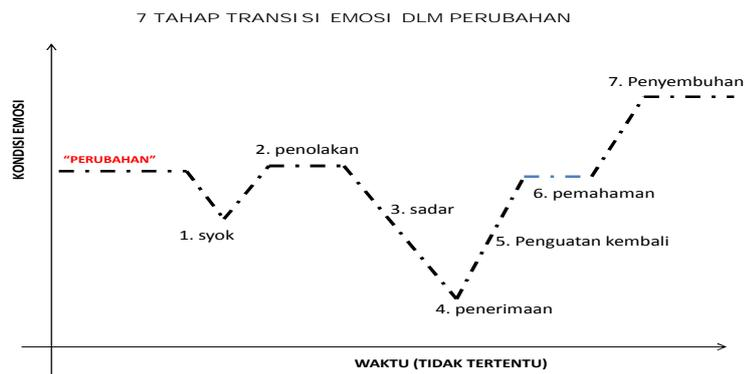 7 TAHAP TRANSISI EMOSI DLM PERUBAHAN
KONDISI EMOSI
"PERUBAHAN"
1. syok
2. penolakan
3. sadar
4. penerimaan
5. Penguatan kembali
6. pemahaman
7. Penyembuhan
WAKTU (TIDAK TERTENTU)